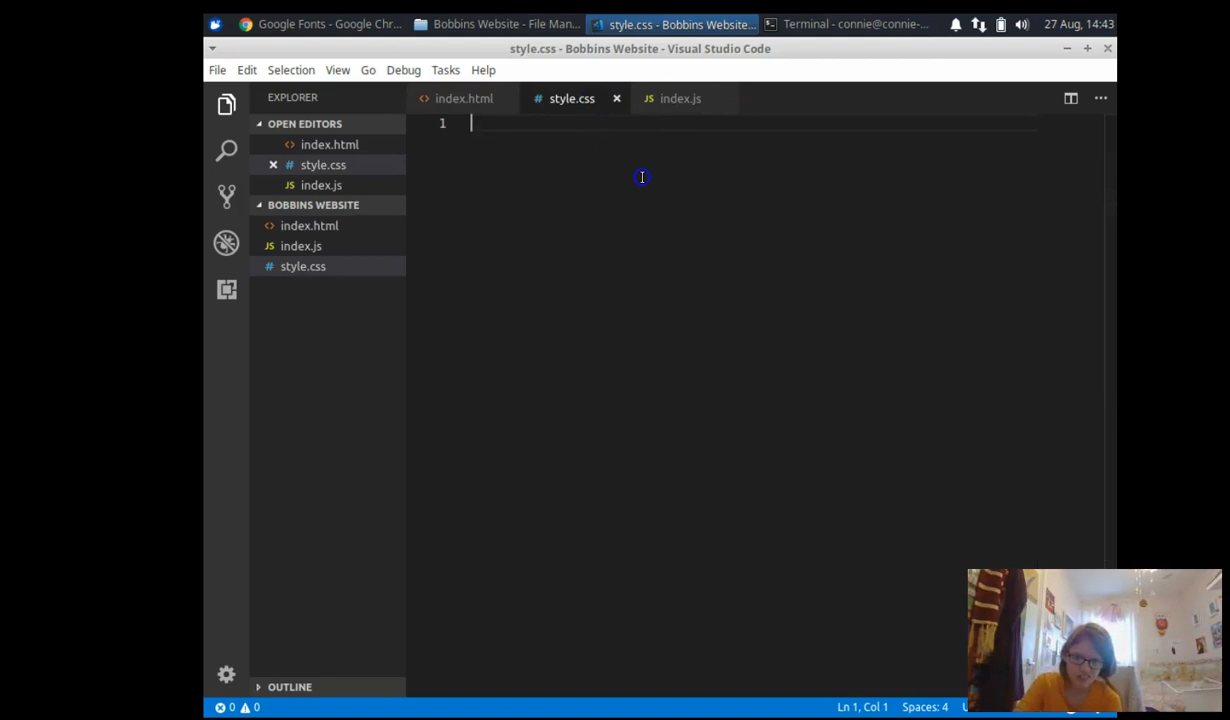 Google Fonts - Google Chr...
Bobbins Website - File Man...
style.css - Bobbins Website...
Terminal - connie@connie-...
27 Aug, 14:43
style.css - Bobbins Website - Visual Studio Code
File Edit Selection View Go Debug Tasks Help
EXPLORER
index.html
# style.css
JS index.js
OPEN EDITORS
index.html
# style.css
JS index.js
BOBBINS WEBSITE
index.html
JS index.js
# style.css
1
OUTLINE
0 0
Ln 1, Col 1
Spaces: 4